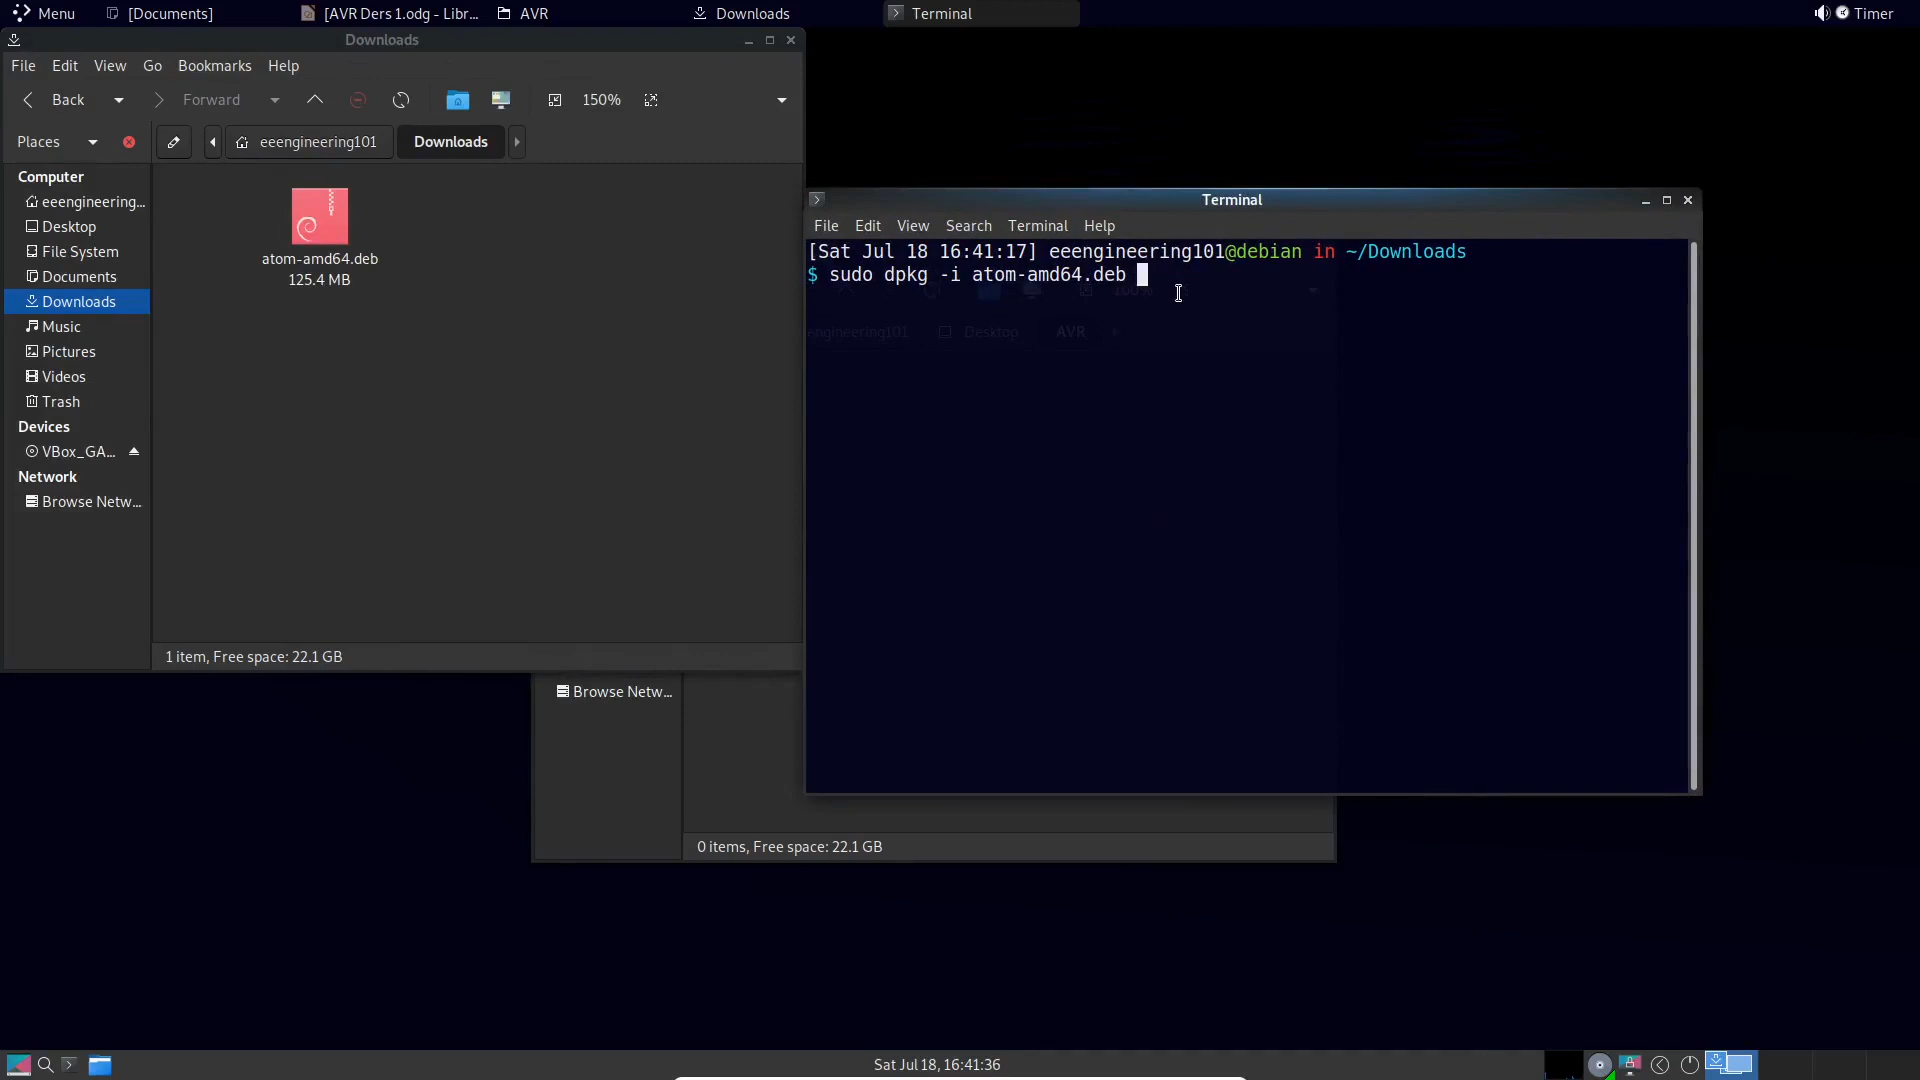 Menu
[Documents]
[AVR Ders 1.odg - Libr...
AVR
Downloads
Terminal
Timer
Downloads
File Edit View Go Bookmarks Help
Back Forward 150%
Places eeengineering101 Downloads
Computer
eeengineering...
Desktop
File System
Documents
Downloads
Music
Pictures
Videos
Trash
Devices
VBox_GA...
Network
Browse Netw...
atom-amd64.deb
125.4 MB
1 item, Free space: 22.1 GB
Terminal
File Edit View Search Terminal Help
[Sat Jul 18 16:41:17] eeengineering101@debian in ~/Downloads
$ sudo dpkg -i atom-amd64.deb
engineering101 Desktop AVR
Browse Netw...
0 items, Free space: 22.1 GB
Sat Jul 18, 16:41:36